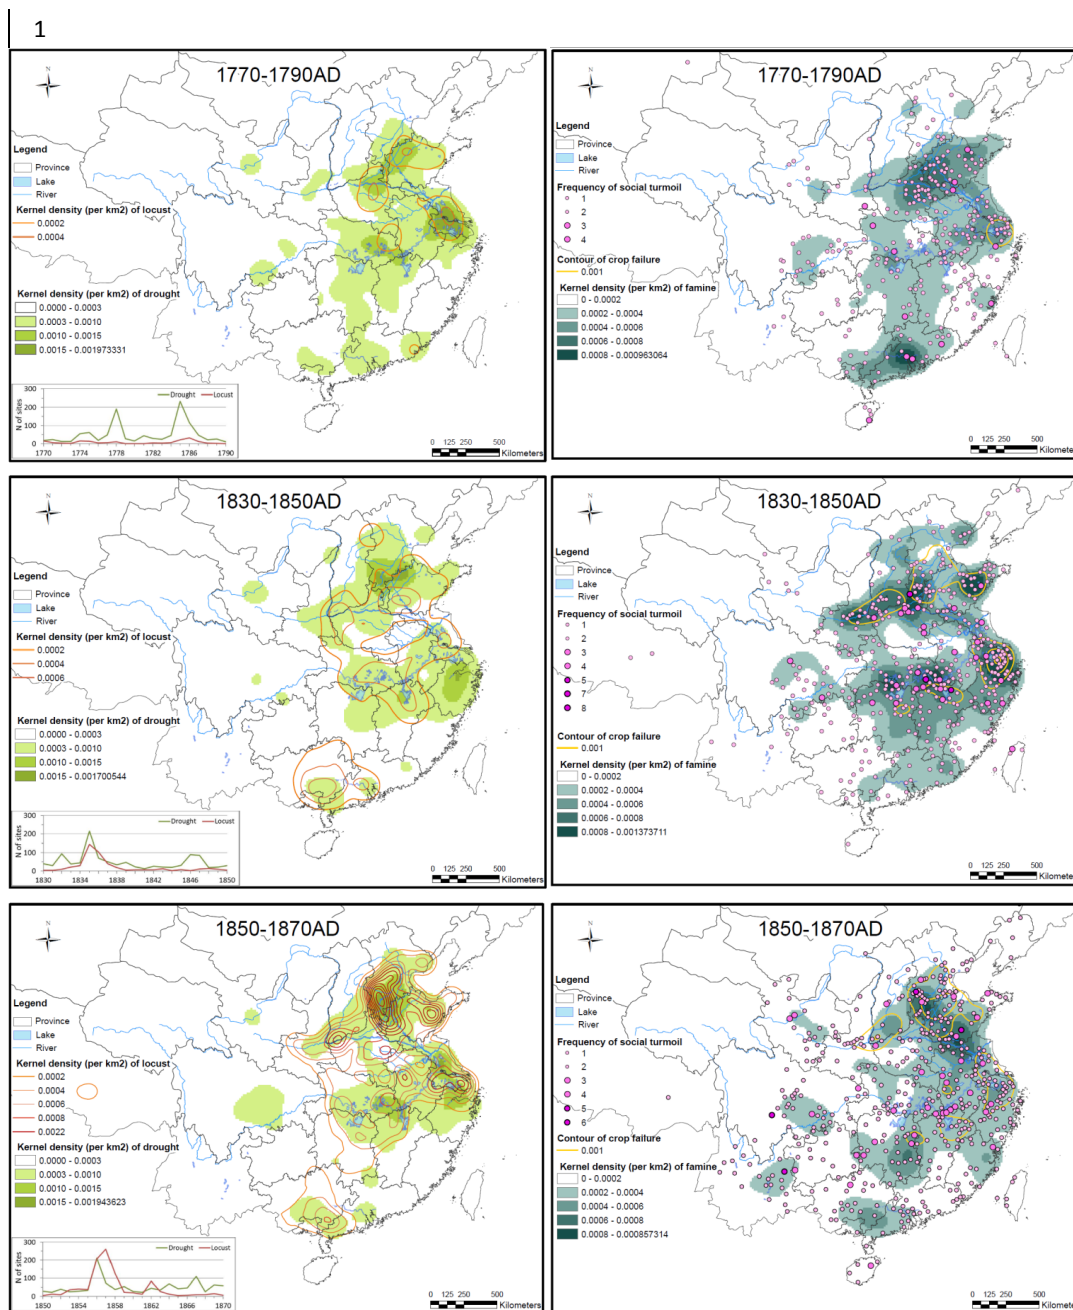 1
1770-1790AD
N
Legend
Province
Lake
River
Kernel density (per km2) of locust
0.0002
0.0004
Kernel density (per km2) of drought
0.0000 - 0.0003
0.0003 - 0.0010
0.0010 - 0.0015
0.0015 - 0.001973331
N of sites
300
200
100
0
Drought
Locust
1770 1774 1778 1782 1786 1790
0 125 250 500
Kilometers
1770-1790AD
N
Legend
Province
Lake
River
Frequency of social turmoil
1
2
3
4
Contour of crop failure
0.001
Kernel density (per km2) of famine
0 - 0.0002
0.0002 - 0.0004
0.0004 - 0.0006
0.0006 - 0.0008
0.0008 - 0.000963064
0 125 250 500
Kilometers
1830-1850AD
N
Legend
Province
Lake
River
Kernel density (per km2) of locust
0.0002
0.0004
0.0006
Kernel density (per km2) of drought
0.0000 - 0.0003
0.0003 - 0.0010
0.0010 - 0.0015
0.0015 - 0.001700544
N of sites
300
200
100
0
Drought
Locust
1830 1834 1838 1842 1846 1850
0 125 250 500
Kilometers
1830-1850AD
N
Legend
Province
Lake
River
Frequency of social turmoil
1
2
3
4
5
7
8
Contour of crop failure
0.001
Kernel density (per km2) of famine
0 - 0.0002
0.0002 - 0.0004
0.0004 - 0.0006
0.0006 - 0.0008
0.0008 - 0.001373711
0 125 250 500
Kilometers
1850-1870AD
N
Legend
Province
Lake
River
Kernel density (per km2) of locust
0.0002
0.0004
0.0006
0.0008
0.0022
Kernel density (per km2) of drought
0.0000 - 0.0003
0.0003 - 0.0010
0.0010 - 0.0015
0.0015 - 0.001943623
N of sites
300
200
100
0
Drought
Locust
1850 1854 1858 1862 1866 1870
0 125 250 500
Kilometers
1850-1870AD
N
Legend
Province
Lake
River
Frequency of social turmoil
1
2
3
4
5
6
Contour of crop failure
0.001
Kernel density (per km2) of famine
0 - 0.0002
0.0002 - 0.0004
0.0004 - 0.0006
0.0006 - 0.0008
0.0008 - 0.000857314
0 125 250 500
Kilometers